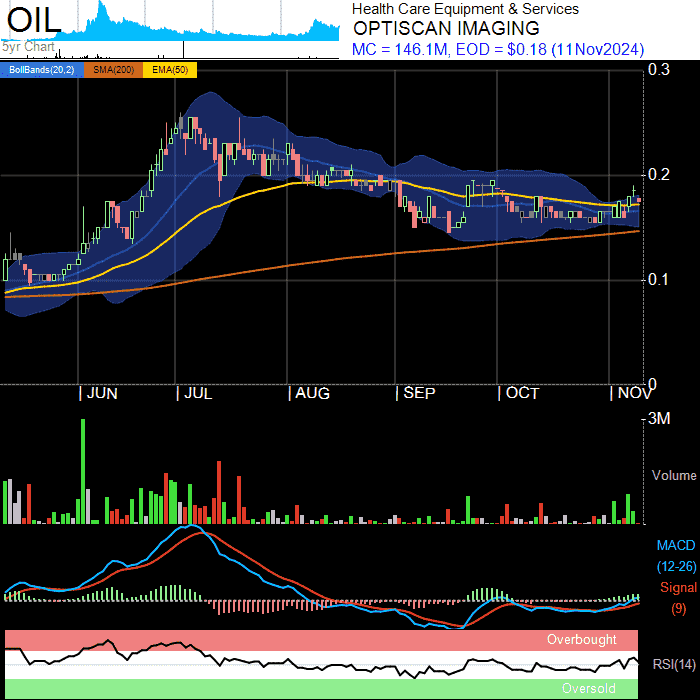 OIL
5yr Chart
Health Care Equipment & Services
OPTISCAN IMAGING
MC = 146.1M, EOD = $0.18 (11Nov2024)
BollBands(20,2) SMA(200) EMA(50)
0.3
0.2
0.1
0
JUN JUL AUG SEP OCT NOV
3M
Volume
MACD
(12-26)
Signal
(9)
Overbought
RSI(14)
Oversold